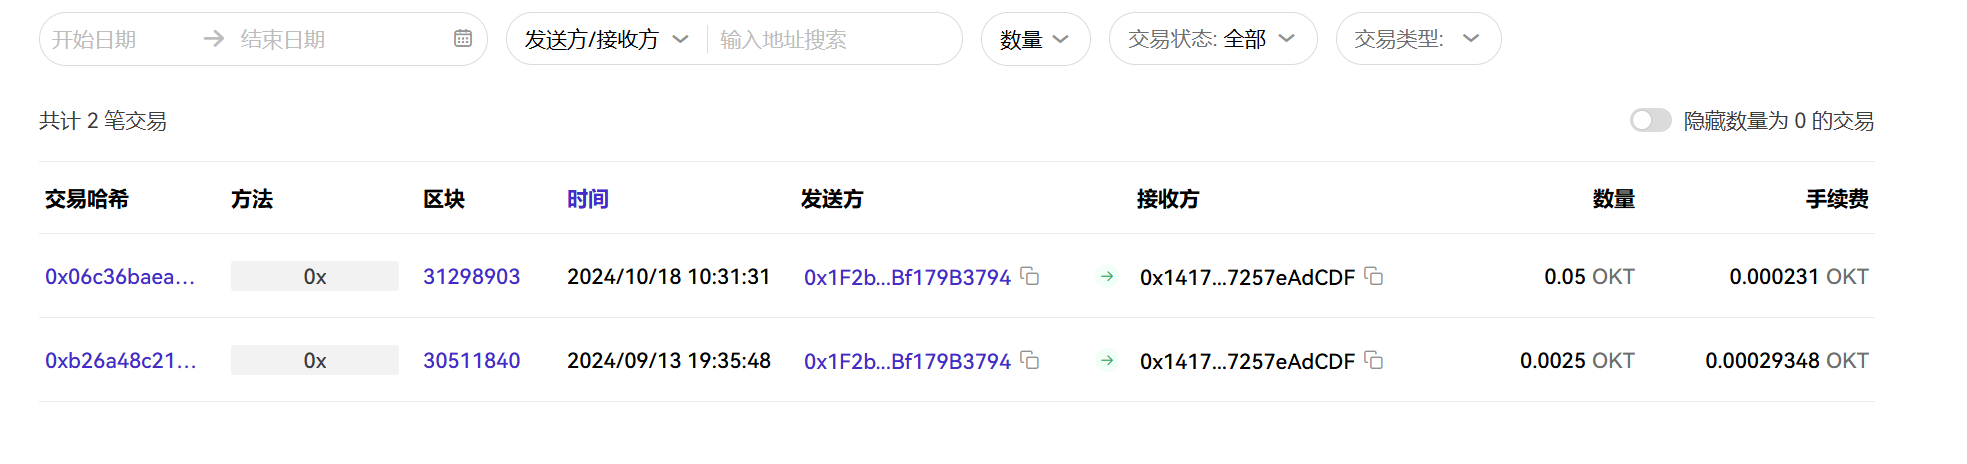 开始日期 → 结束日期 发送方/接收方 输入地址搜索 数量 交易状态: 全部 交易类型:
共计 2 笔交易 隐藏数量为 0 的交易
交易哈希 方法 区块 时间 发送方 接收方 数量 手续费
0x06c36baea... 0x 31298903 2024/10/18 10:31:31 0x1F2b...Bf179B3794 → 0x1417...7257eAdCDF 0.05 OKT 0.000231 OKT
0xb26a48c21... 0x 30511840 2024/09/13 19:35:48 0x1F2b...Bf179B3794 → 0x1417...7257eAdCDF 0.0025 OKT 0.00029348 OKT